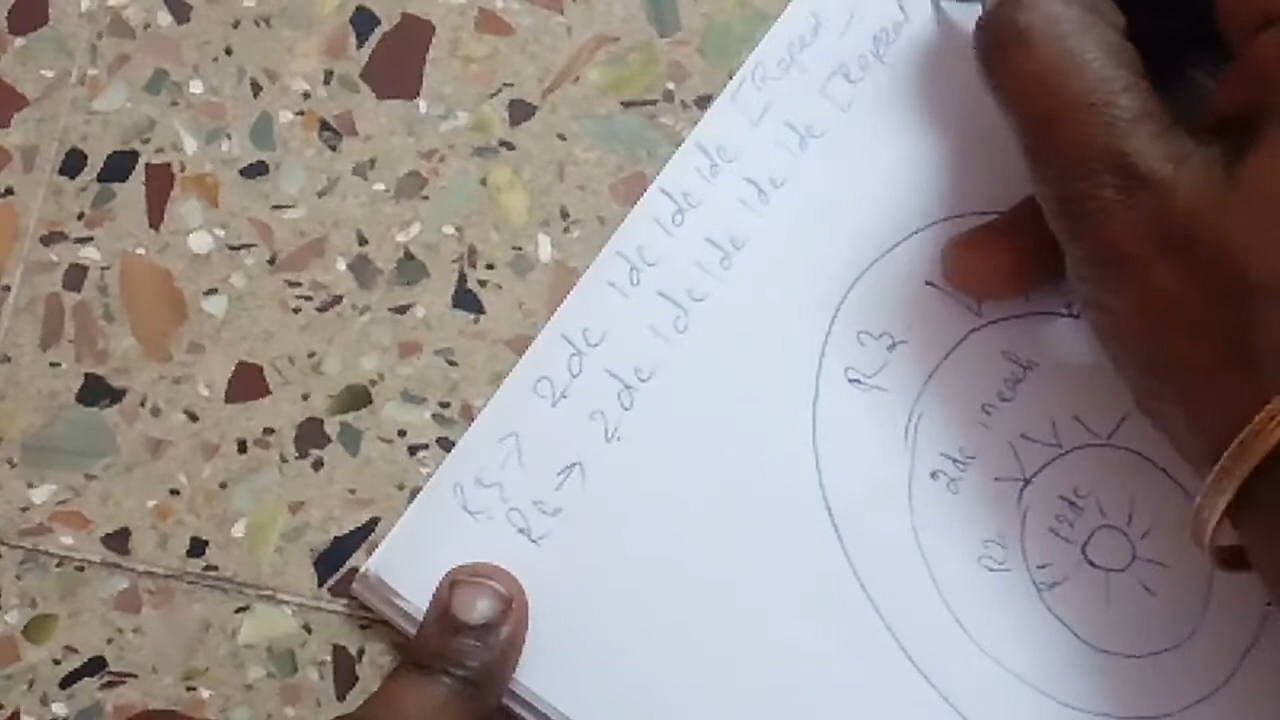 R5 → 2dc 1dc 1dc 1dc [Repeat
R6 → 2dc 1dc 1dc 1dc 1dc [Repeat
R3
2dc in each
R2
R1 12dc